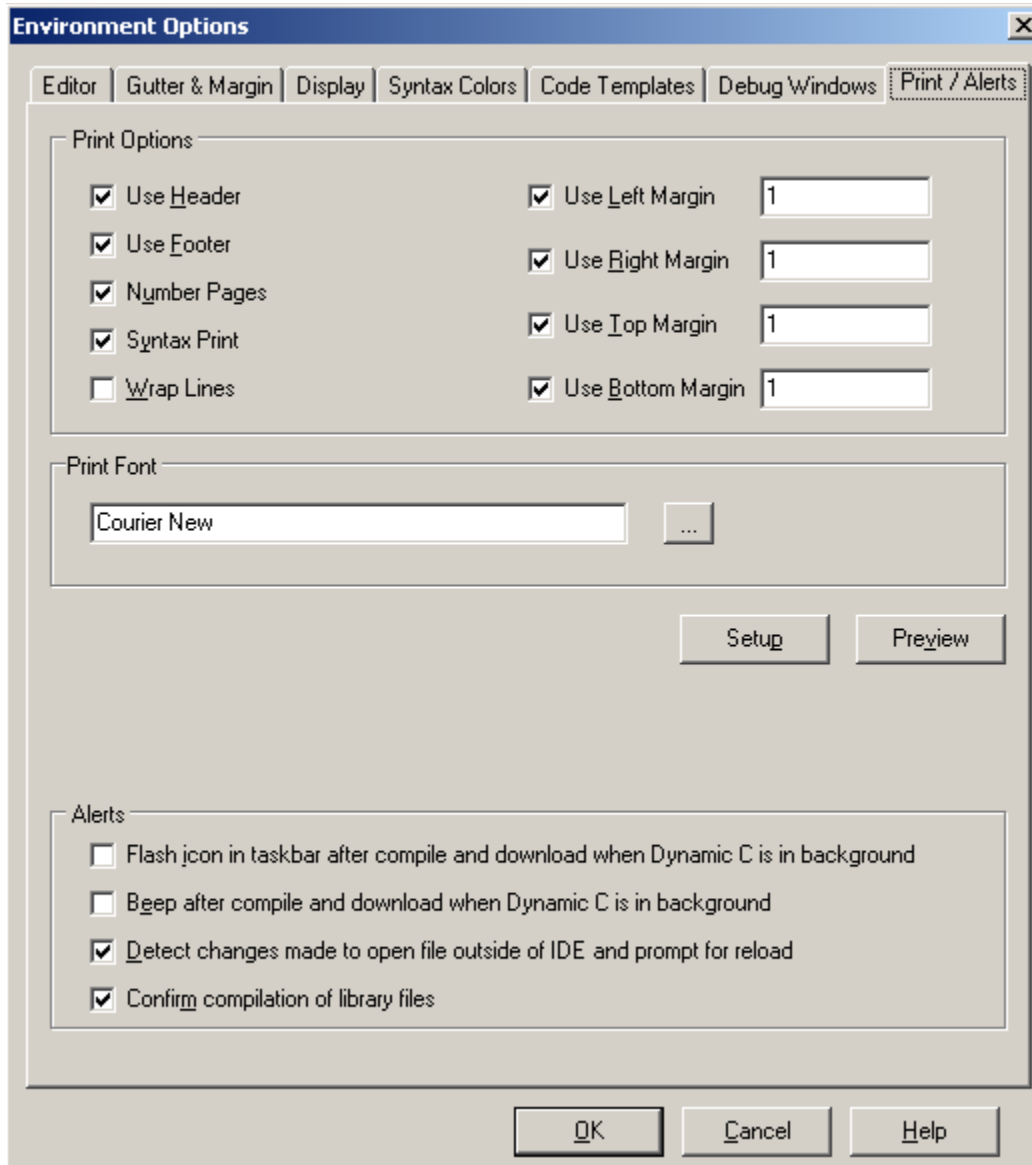 Environment Options
Editor Gutter & Margin Display Syntax Colors Code Templates Debug Windows Print / Alerts
Print Options
Use Header
Use Footer
Number Pages
Syntax Print
Wrap Lines
Use Left Margin 1
Use Right Margin 1
Use Top Margin 1
Use Bottom Margin 1
Print Font
Courier New ...
Setup Preview
Alerts
Flash icon in taskbar after compile and download when Dynamic C is in background
Beep after compile and download when Dynamic C is in background
Detect changes made to open file outside of IDE and prompt for reload
Confirm compilation of library files
OK Cancel Help